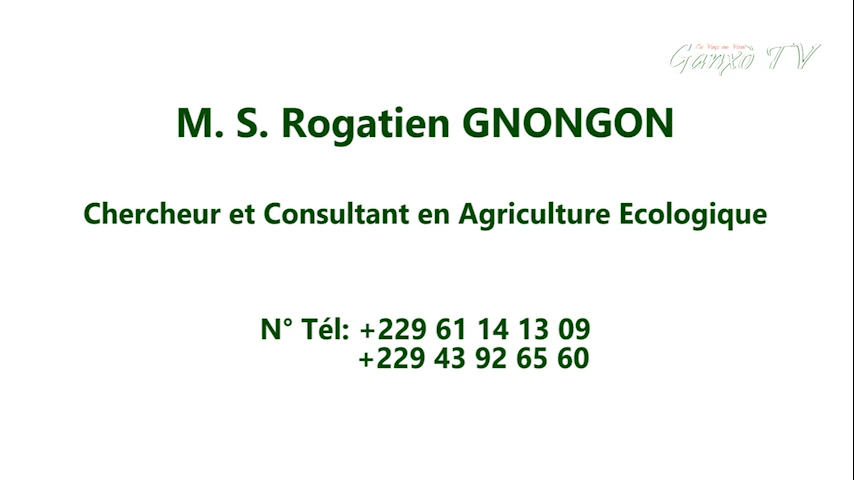 Ganxò TV
M. S. Rogatien GNONGON
Chercheur et Consultant en Agriculture Ecologique
N° Tél: +229 61 14 13 09
+229 43 92 65 60